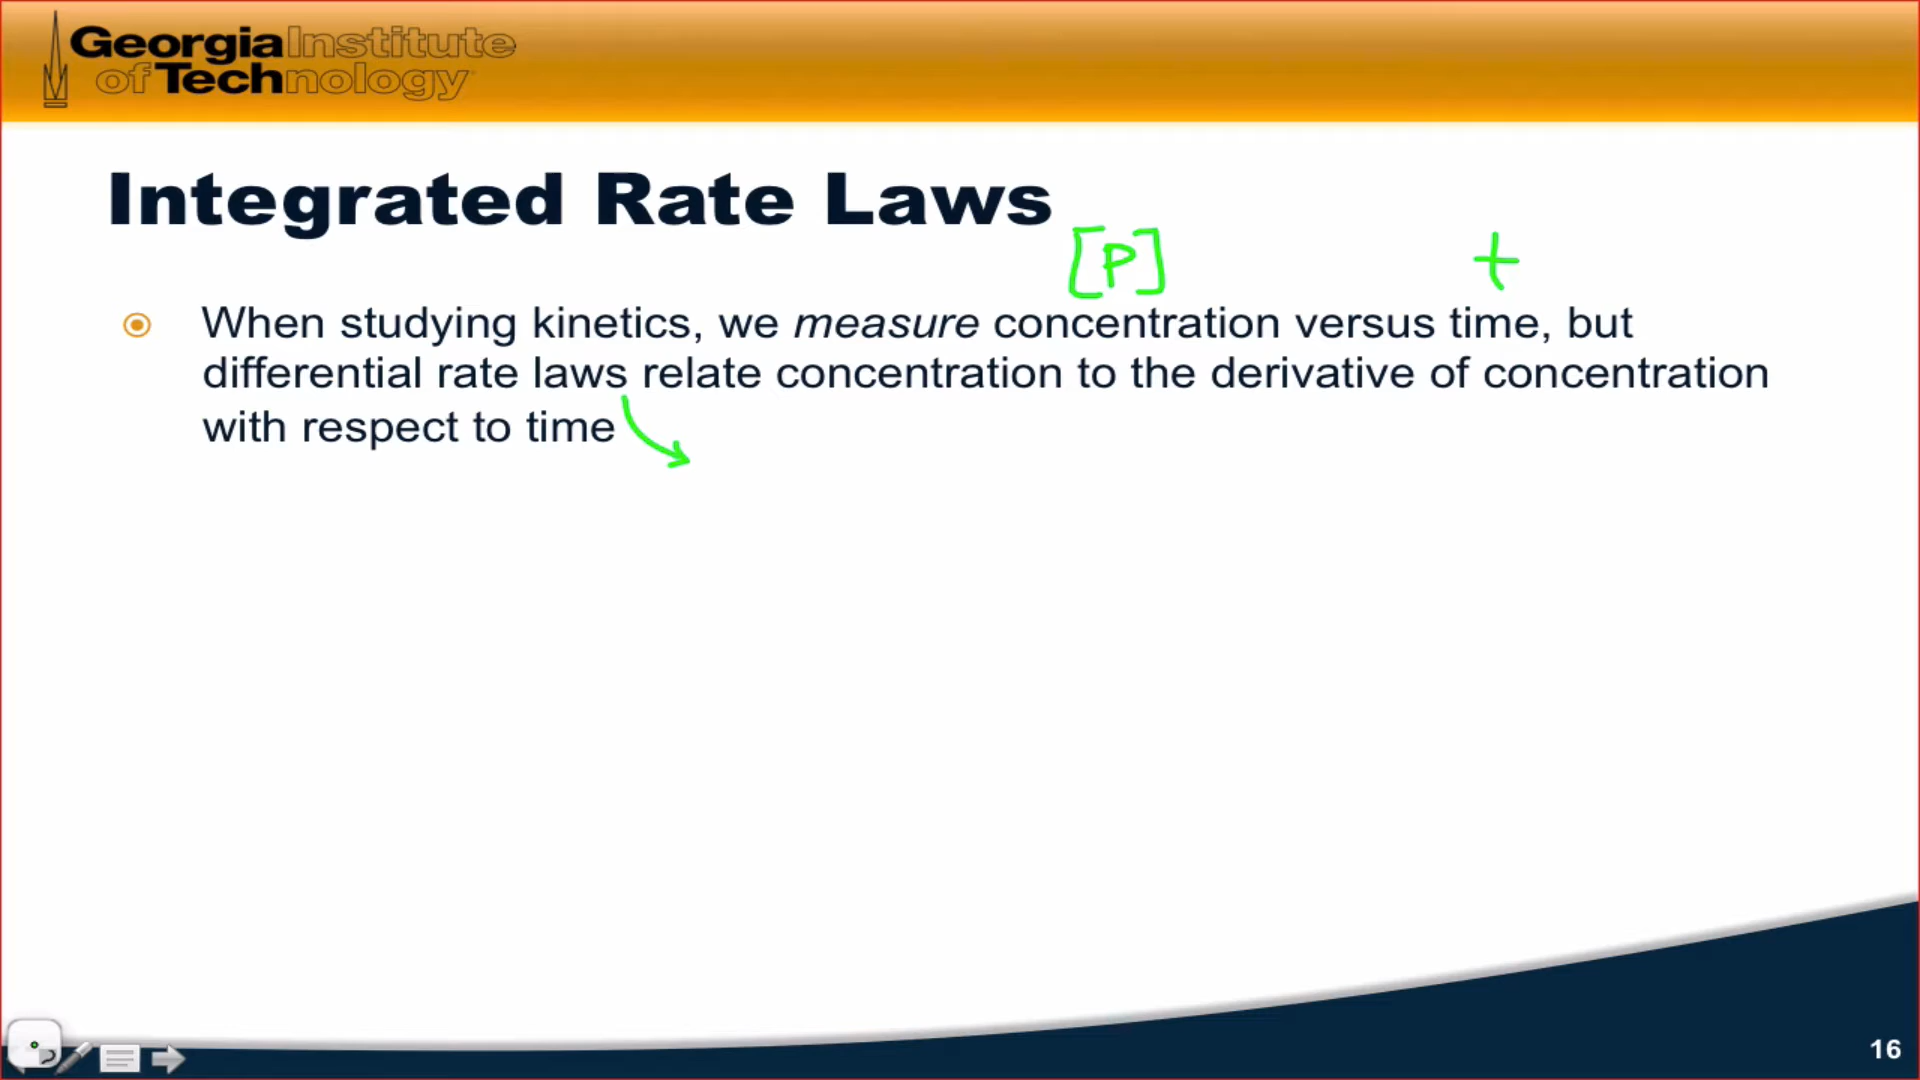 Georgia Institute
of Technology
Integrated Rate Laws
[P] t
When studying kinetics, we measure concentration versus time, but
differential rate laws relate concentration to the derivative of concentration
with respect to time
16